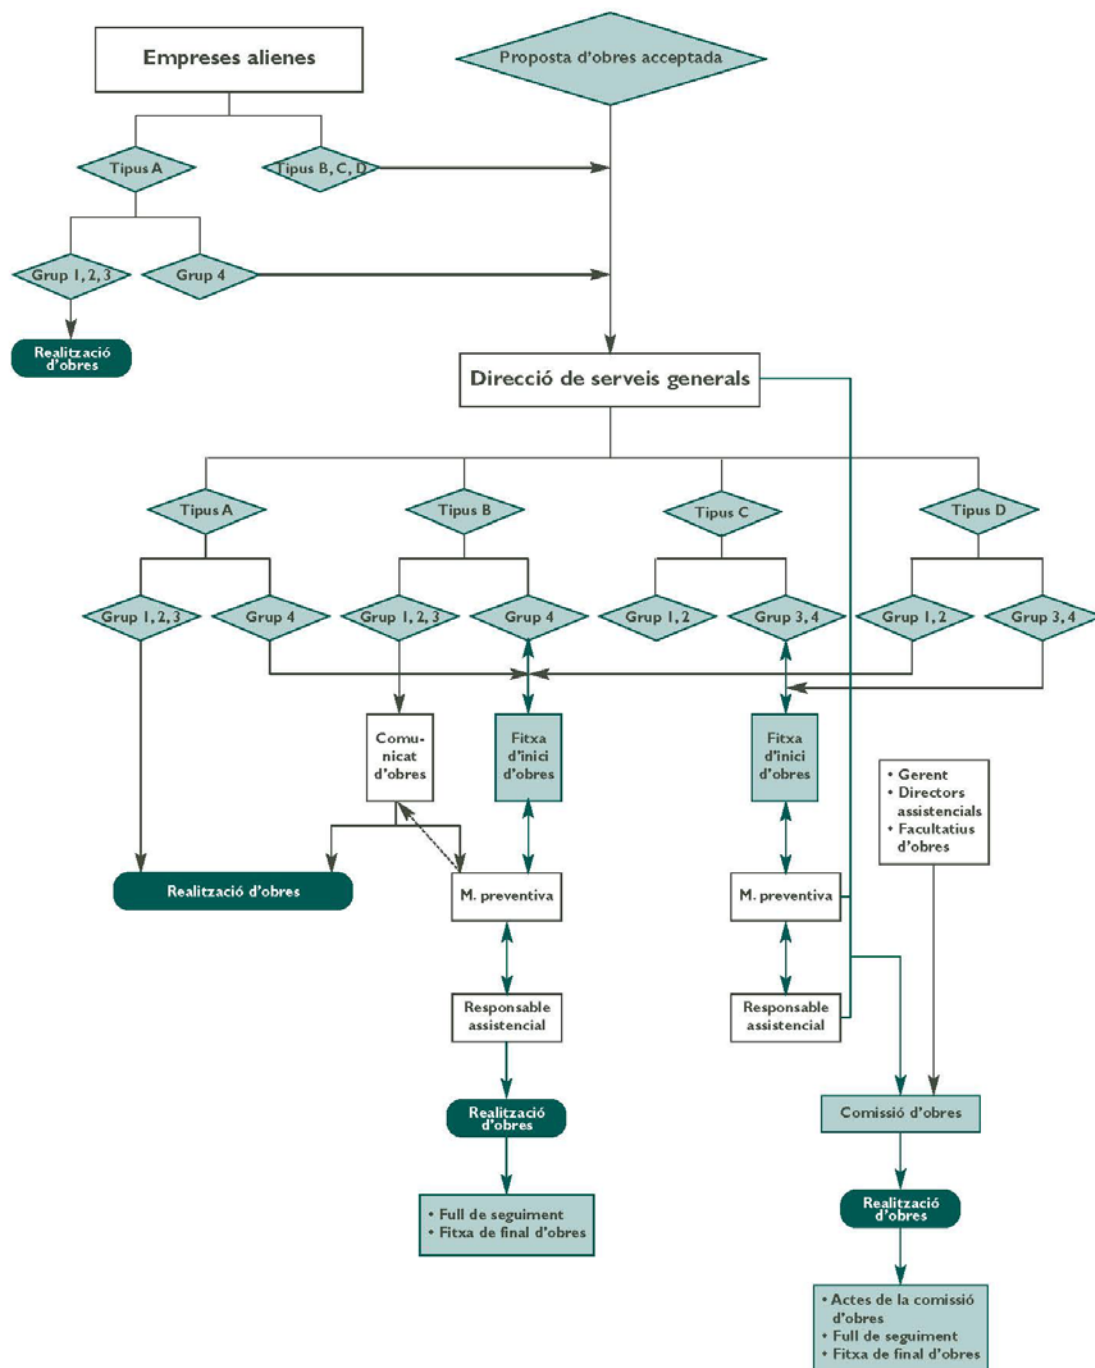 Empreses alienes
Proposta d'obres acceptada
Tipus A
Tipus B, C, D
Grup 1, 2, 3
Grup 4
Realització
d'obres
Direcció de serveis generals
Tipus A
Tipus B
Tipus C
Tipus D
Grup 1, 2, 3
Grup 4
Grup 1, 2, 3
Grup 4
Grup 1, 2
Grup 3, 4
Grup 1, 2
Grup 3, 4
Comu-
nicat
d'obres
Fitxa
d'inici
d'obres
Fitxa
d'inici
d'obres
• Gerent
• Directors
assistencials
• Facultatius
d'obres
Realització d'obres
M. preventiva
M. preventiva
Responsable
assistencial
Responsable
assistencial
Realització
d'obres
Comissió d'obres
• Full de seguiment
• Fitxa de final d'obres
Realització
d'obres
• Actes de la comissió
d'obres
• Full de seguiment
• Fitxa de final d'obres